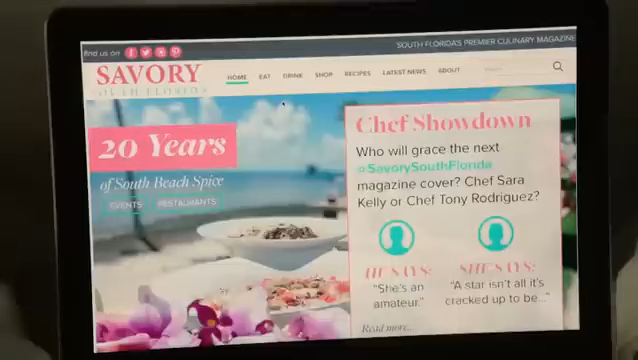 find us on
SOUTH FLORIDA'S PREMIER CULINARY MAGAZINE
SAVORY
SOUTH FLORIDA
HOME EAT DRINK SHOP RECIPES LATEST NEWS ABOUT
20 Years
of South Beach Spice
EVENTS RESTAURANTS
Chef Showdown
Who will grace the next
@SavorySouthFlorida
magazine cover? Chef Sara
Kelly or Chef Tony Rodriguez?
HE SAYS:
"She's an
amateur."
SHE SAYS:
"A star isn't all it's
cracked up to be..."
Read more...